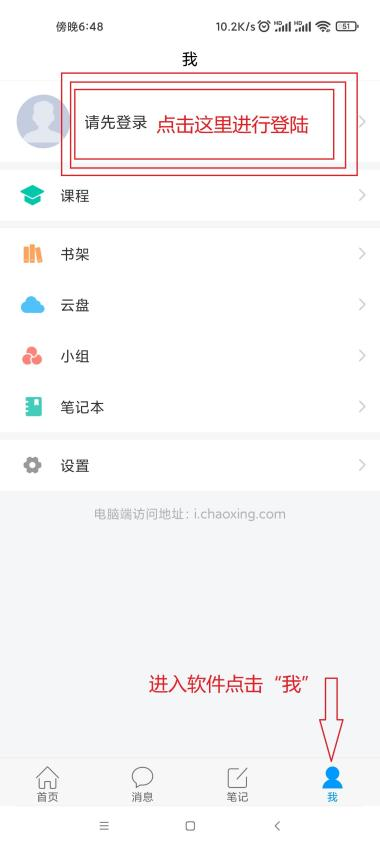 傍晚6:48
10.2K/s HD HD 51
我
请先登录 点击这里进行登陆
课程
书架
云盘
小组
笔记本
设置
电脑端访问地址: i.chaoxing.com
进入软件点击“我”
首页 消息 笔记 我